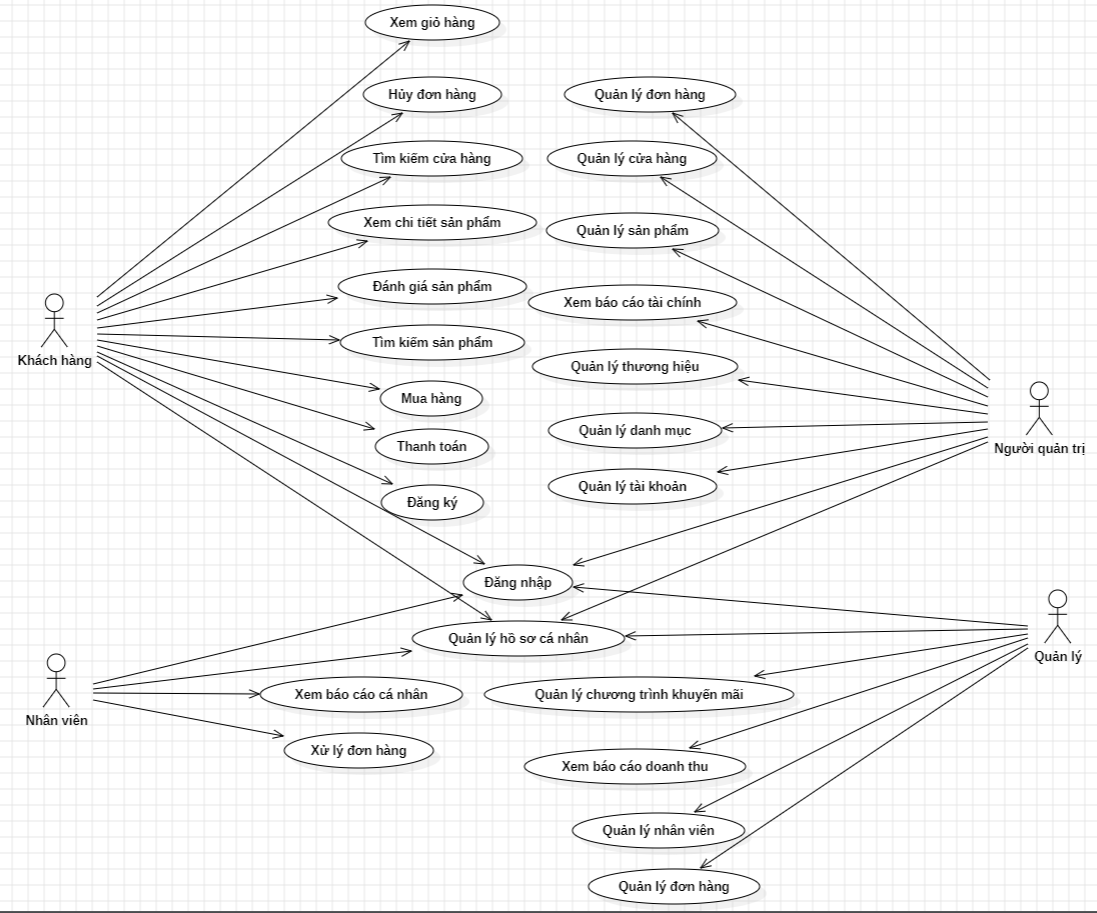 Xem giỏ hàng
Hủy đơn hàng
Quản lý đơn hàng
Tìm kiếm cửa hàng
Quản lý cửa hàng
Xem chi tiết sản phẩm
Quản lý sản phẩm
Đánh giá sản phẩm
Xem báo cáo tài chính
Tìm kiếm sản phẩm
Khách hàng
Quản lý thương hiệu
Mua hàng
Quản lý danh mục
Thanh toán
Người quản trị
Quản lý tài khoản
Đăng ký
Đăng nhập
Quản lý hồ sơ cá nhân
Quản lý
Xem báo cáo cá nhân
Quản lý chương trình khuyến mãi
Nhân viên
Xử lý đơn hàng
Xem báo cáo doanh thu
Quản lý nhân viên
Quản lý đơn hàng